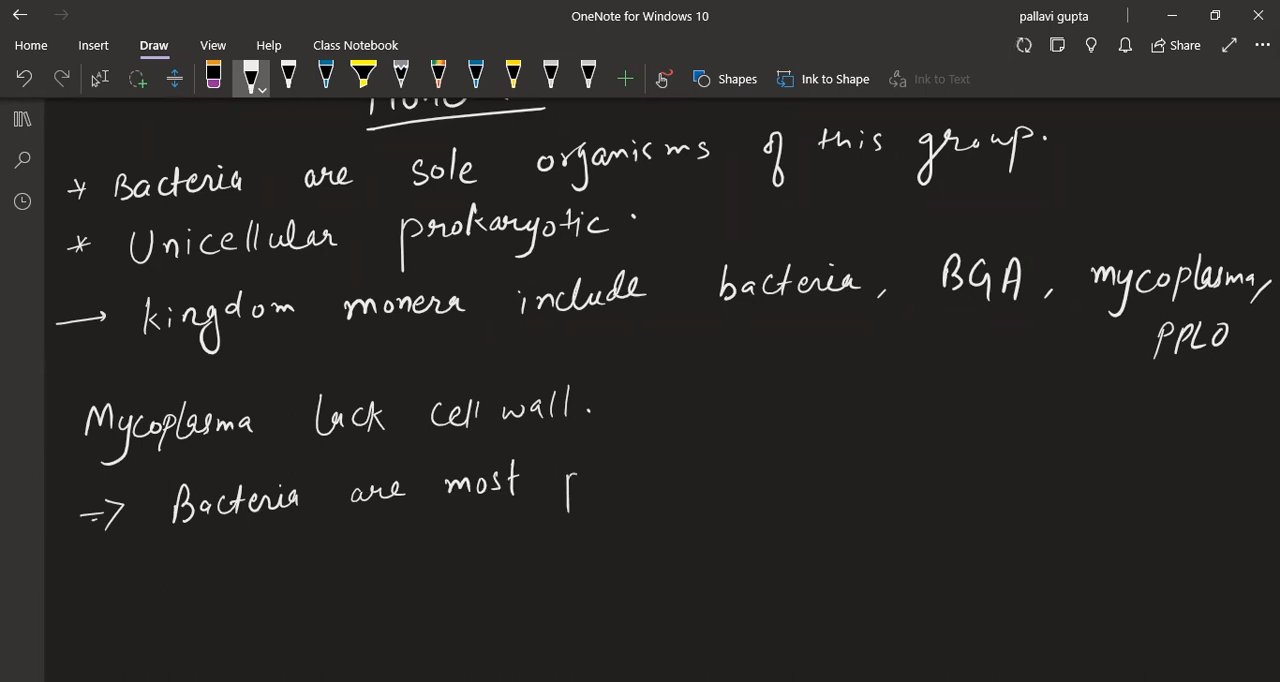 OneNote for Windows 10
pallavi gupta
Home Insert Draw View Help Class Notebook Share
Shapes Ink to Shape Ink to Text
* Bacteria are sole organisms of this group.
* Unicellular prokaryotic.
→ kingdom monera include bacteria, BGA, mycoplasma,
PPLO
Mycoplasma lack cell wall.
=> Bacteria are most